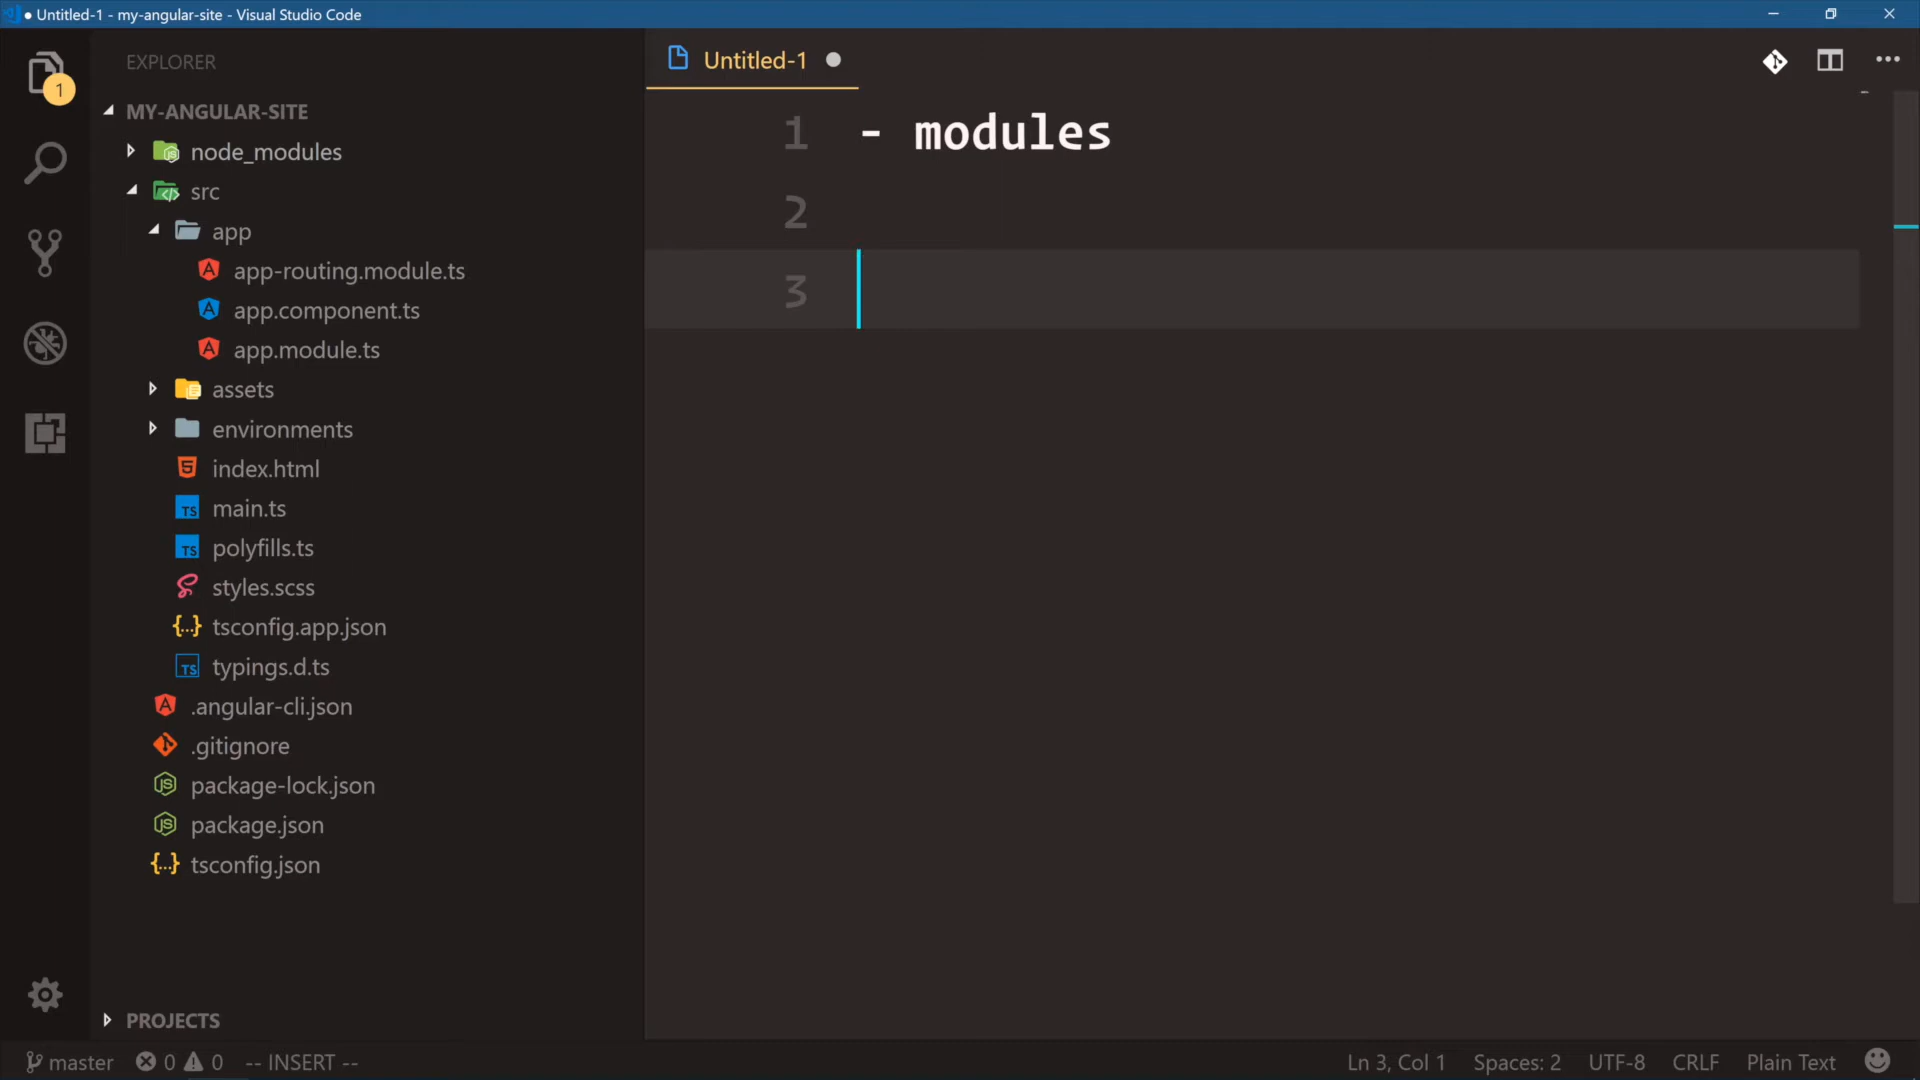 Untitled-1 - my-angular-site - Visual Studio Code
EXPLORER
1
MY-ANGULAR-SITE
node_modules
src
app
app-routing.module.ts
app.component.ts
app.module.ts
assets
environments
index.html
main.ts
polyfills.ts
styles.scss
tsconfig.app.json
typings.d.ts
.angular-cli.json
.gitignore
package-lock.json
package.json
tsconfig.json
PROJECTS
Untitled-1
1 - modules
2
3
master 0 0 -- INSERT --
Ln 3, Col 1 Spaces: 2 UTF-8 CRLF Plain Text